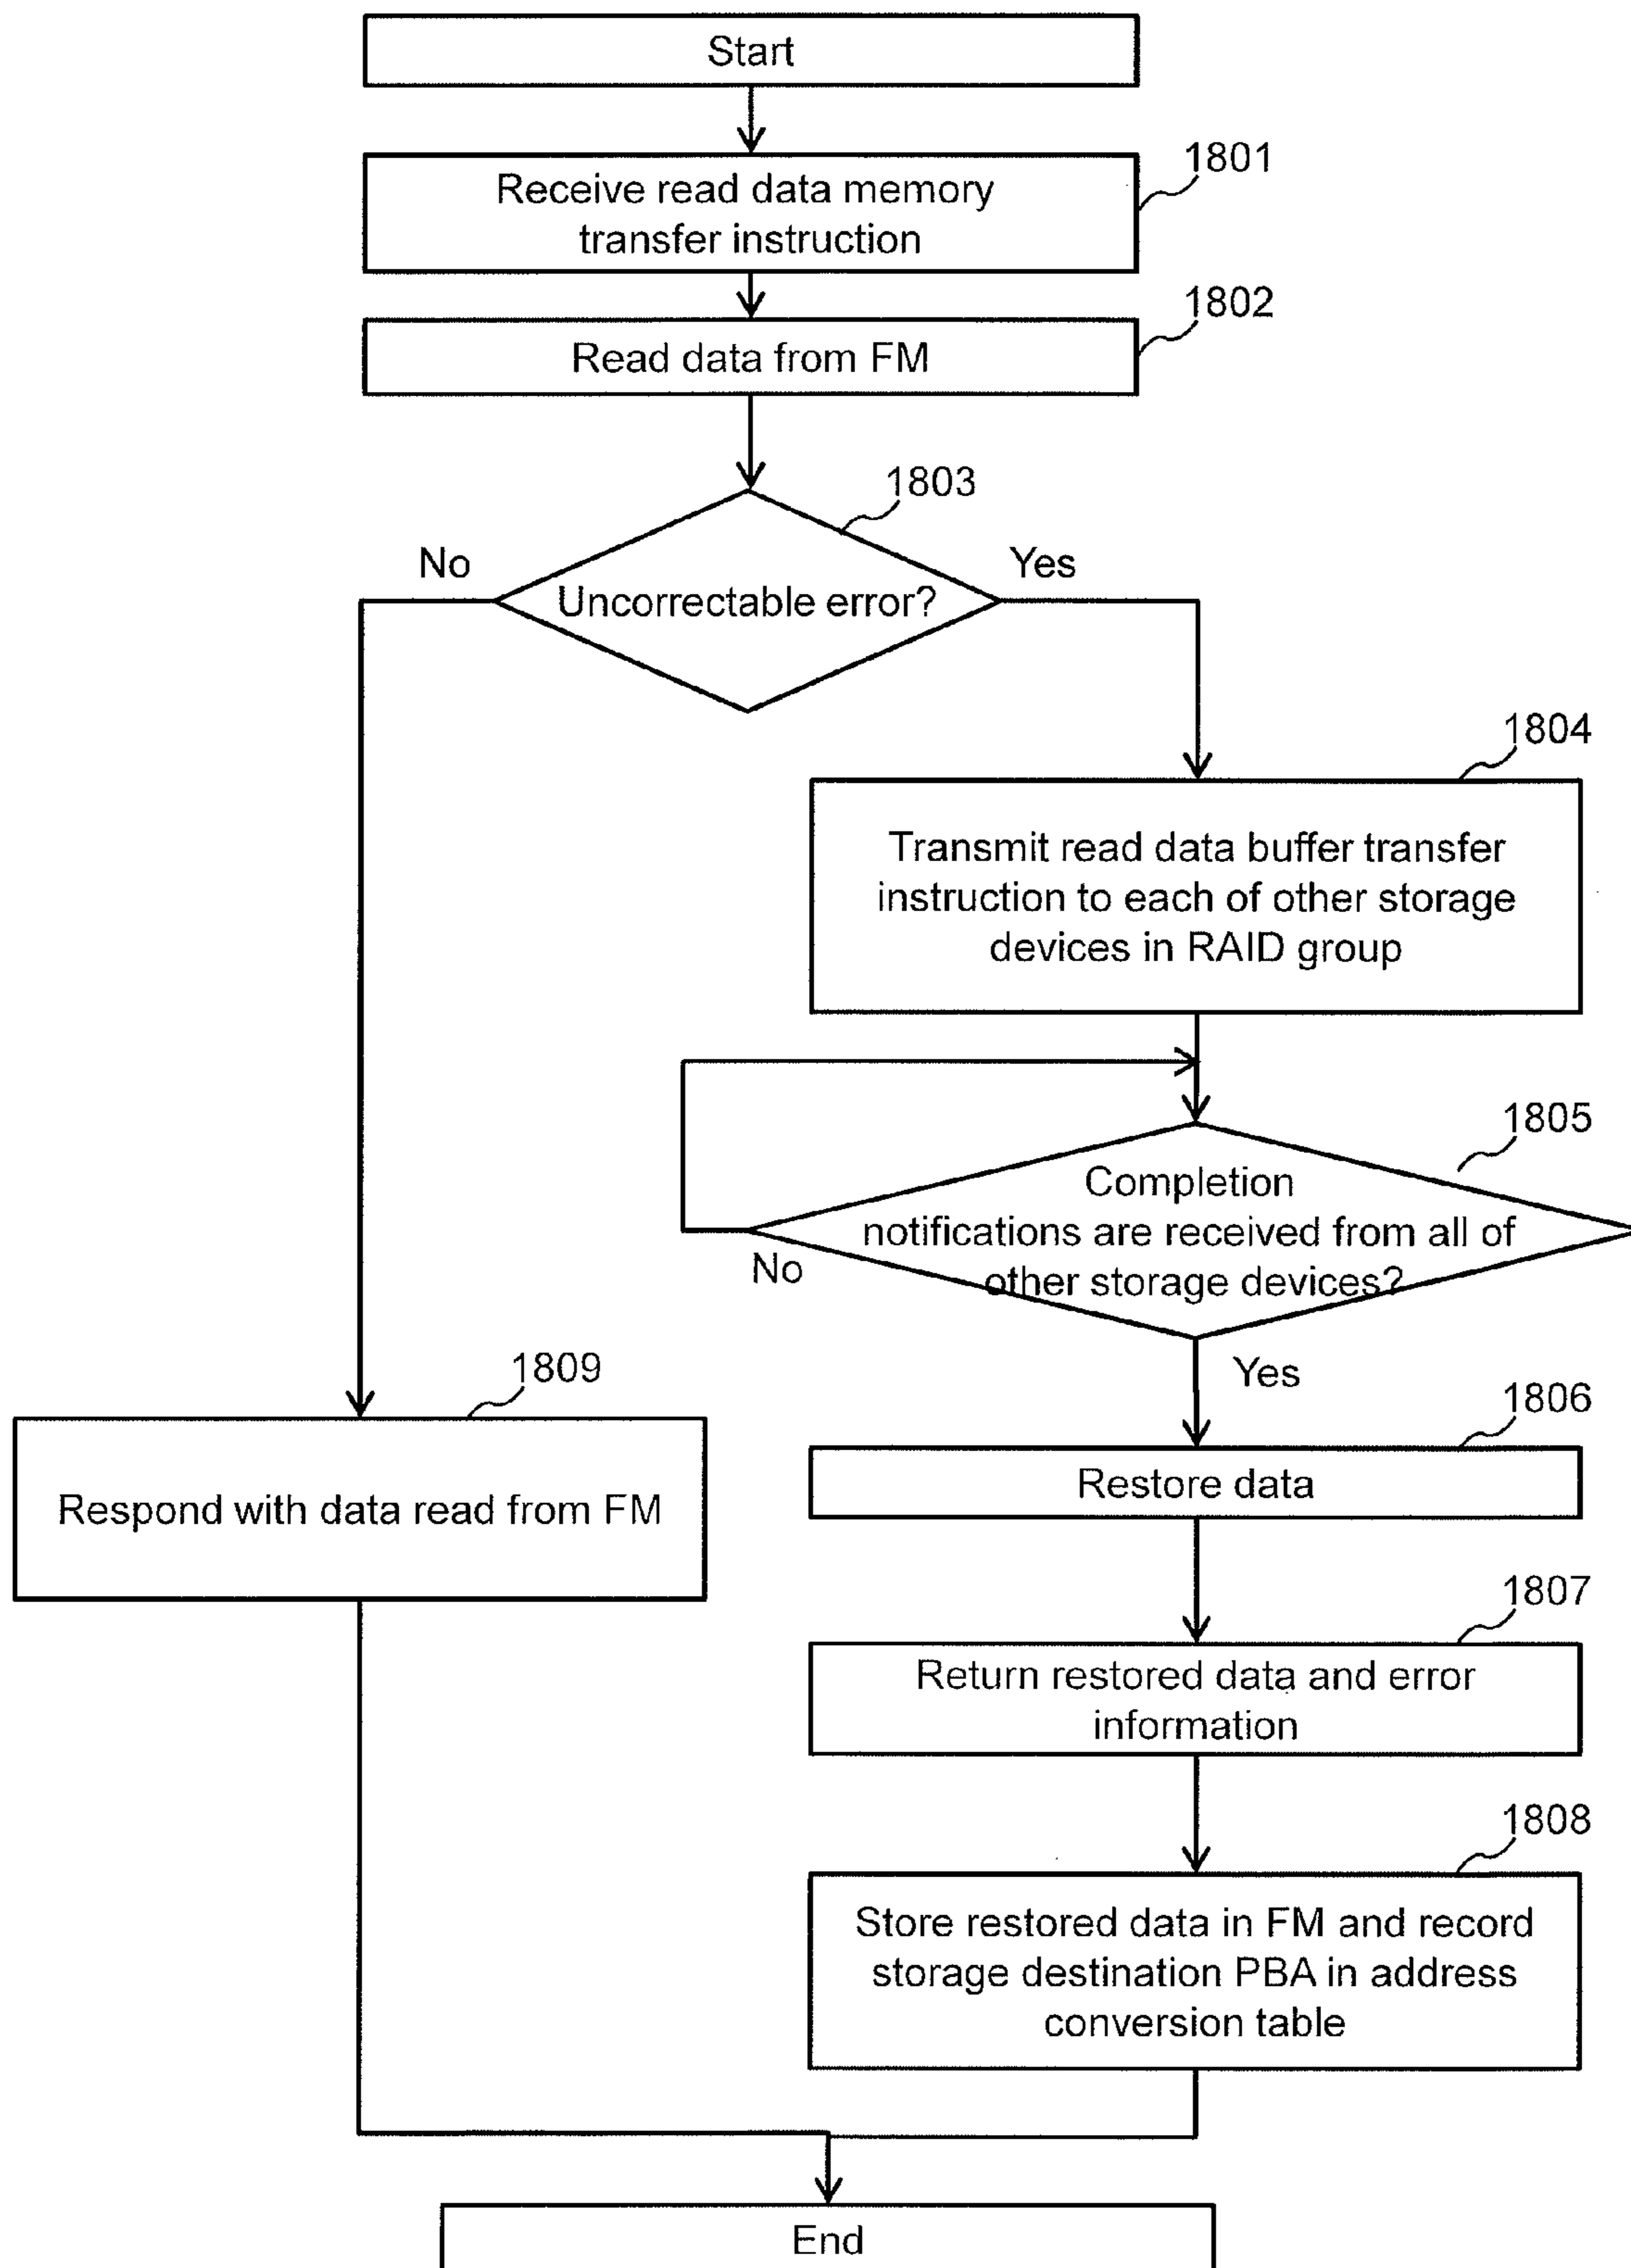 Start
1801
Receive read data memory
transfer instruction
1802
Read data from FM
1803
No
Yes
Uncorrectable error?
1804
Transmit read data buffer transfer
instruction to each of other storage
devices in RAID group
1805
Completion
notifications are received from all of
other storage devices?
No
Yes
1809
Respond with data read from FM
1806
Restore data
1807
Return restored data and error
information
1808
Store restored data in FM and record
storage destination PBA in address
conversion table
End